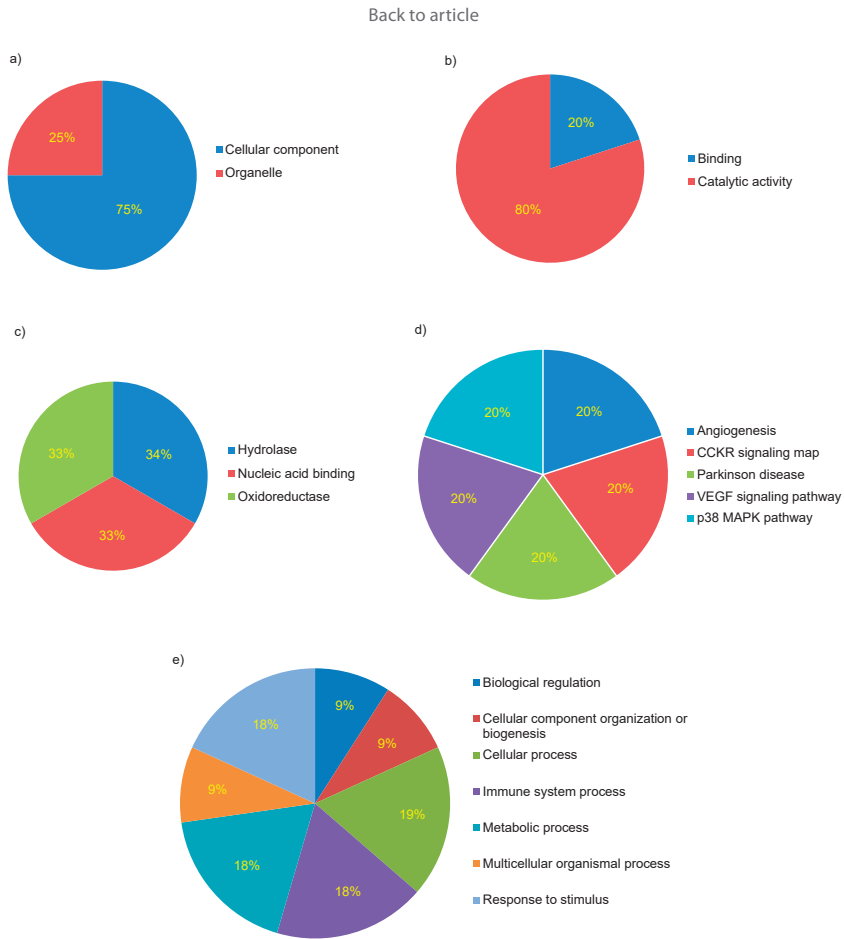 Back to article
a)
25%
75%
Cellular component
Organelle
b)
20%
80%
Binding
Catalytic activity
c)
33%
34%
33%
Hydrolase
Nucleic acid binding
Oxidoreductase
d)
20%
20%
20%
20%
20%
Angiogenesis
CCKR signaling map
Parkinson disease
VEGF signaling pathway
p38 MAPK pathway
e)
9%
18%
9%
9%
19%
18%
18%
Biological regulation
Cellular component organization or
biogenesis
Cellular process
Immune system process
Metabolic process
Multicellular organismal process
Response to stimulus